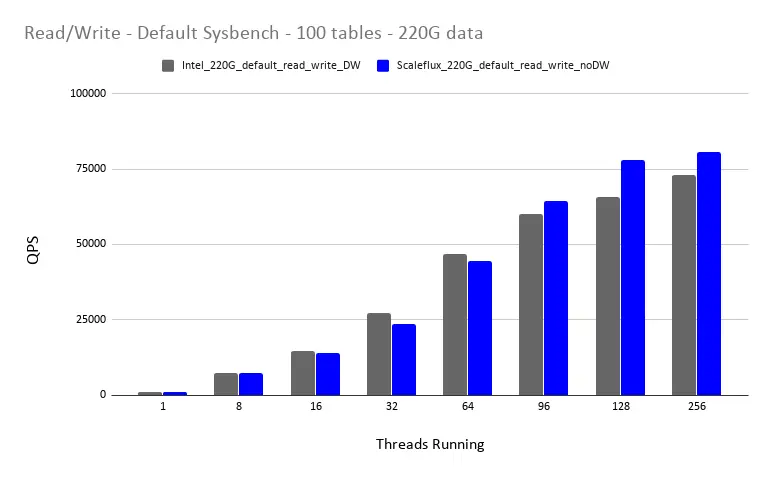 Read/Write - Default Sysbench - 100 tables - 220G data
Intel_220G_default_read_write_DW Scaleflux_220G_default_read_write_noDW
100000
75000
50000
25000
0
QPS
1 8 16 32 64 96 128 256
Threads Running